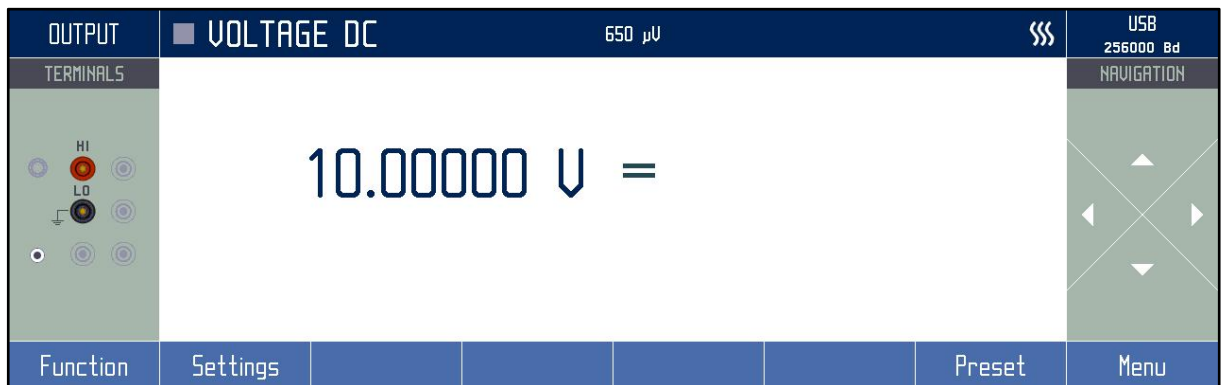 OUTPUT
VOLTAGE DC
650 µV
USB
256000 Bd
TERMINALS
NAVIGATION
HI
LO
10.00000 V =
Function
Settings
Preset
Menu